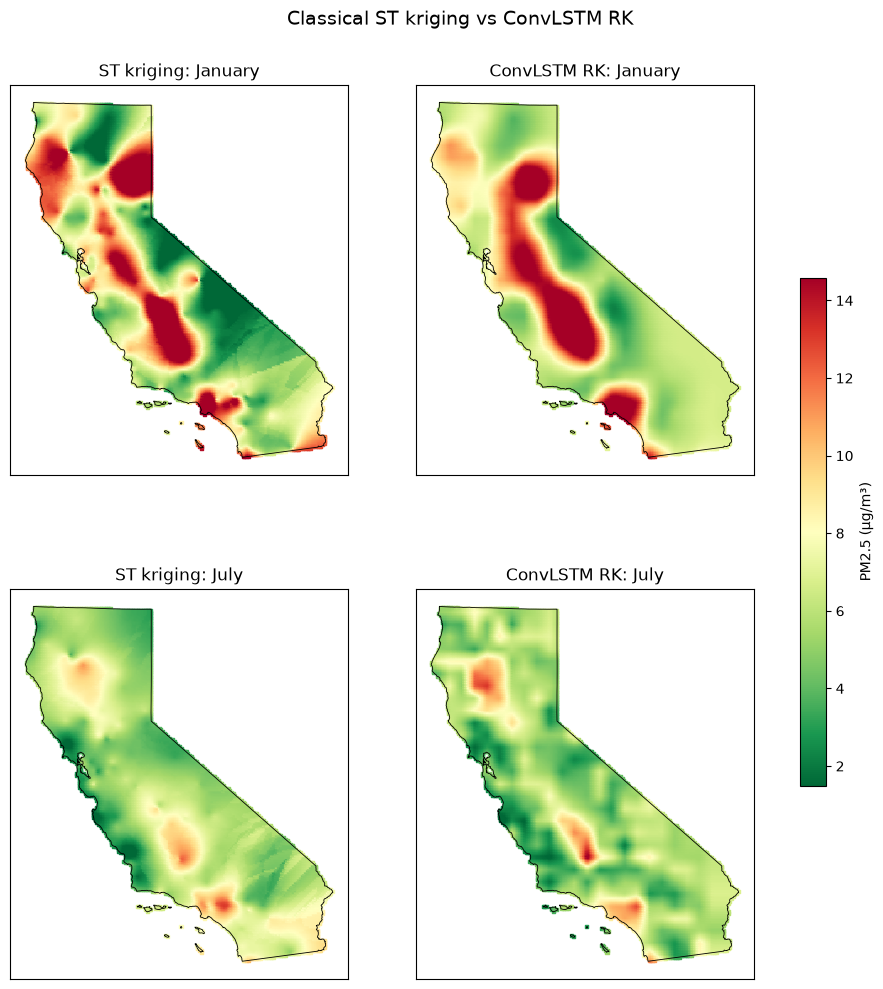 Classical ST kriging vs ConvLSTM RK
ST kriging: January
ConvLSTM RK: January
14
12
10
8
6
4
2
PM2.5 (µg/m³)
ST kriging: July
ConvLSTM RK: July